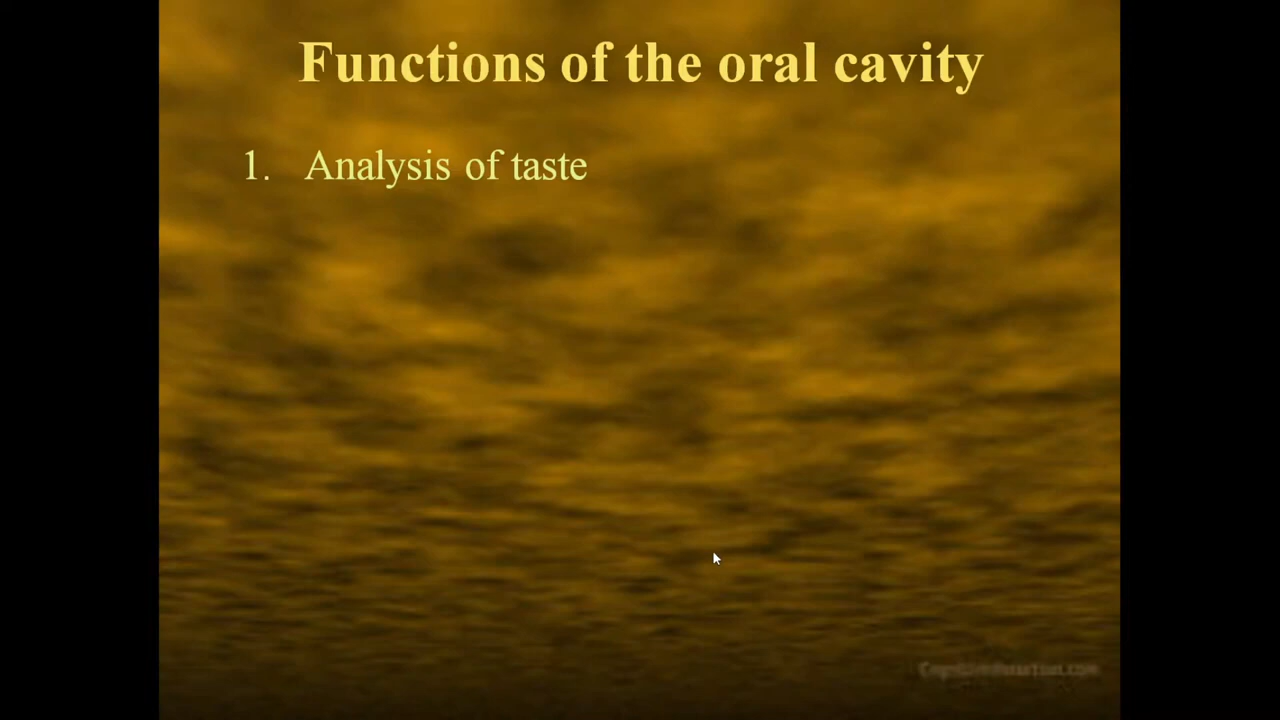 Functions of the oral cavity
1. Analysis of taste